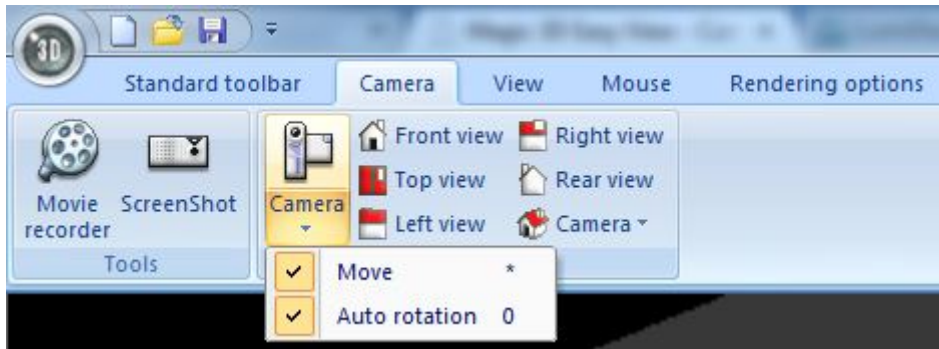 3D
Standard toolbar Camera View Mouse Rendering options
Front view Right view
Top view Rear view
Movie recorder ScreenShot Camera
Left view Camera
Tools
Move *
Auto rotation 0